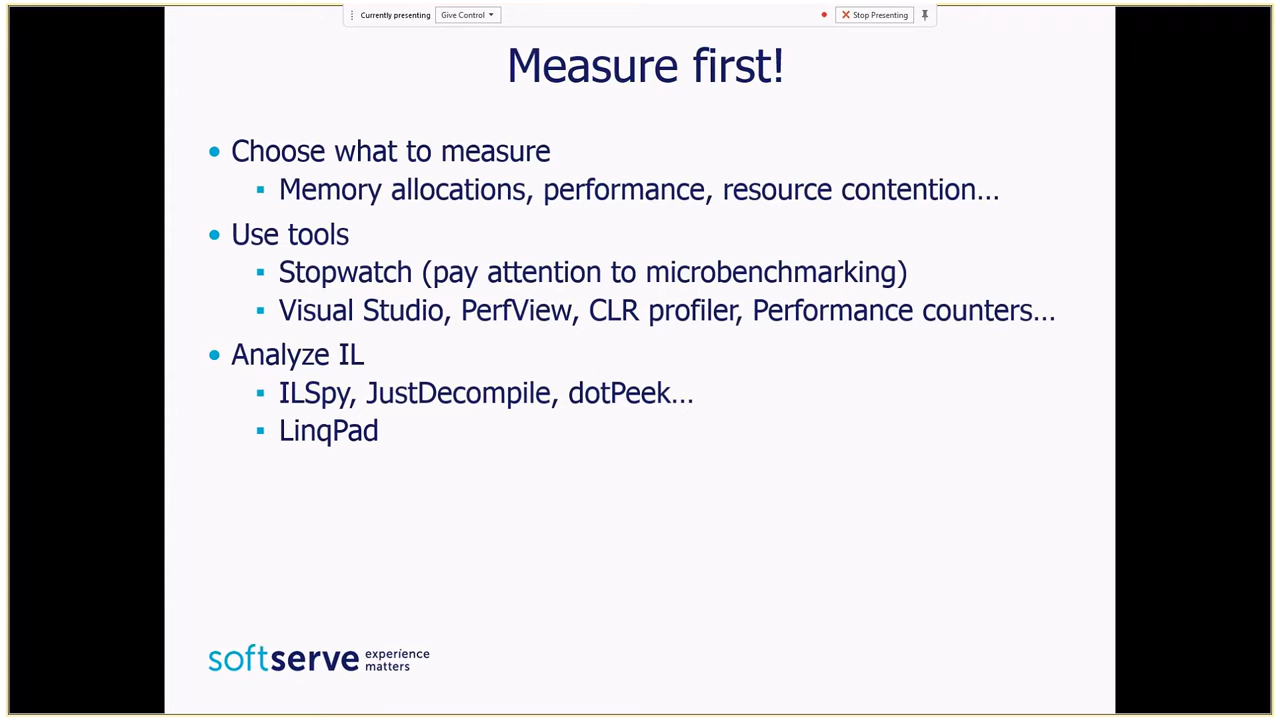 Currently presenting Give Control Stop Presenting
Measure first!
• Choose what to measure
▪ Memory allocations, performance, resource contention...
• Use tools
▪ Stopwatch (pay attention to microbenchmarking)
▪ Visual Studio, PerfView, CLR profiler, Performance counters...
• Analyze IL
▪ ILSpy, JustDecompile, dotPeek...
▪ LinqPad
softserve experience
matters